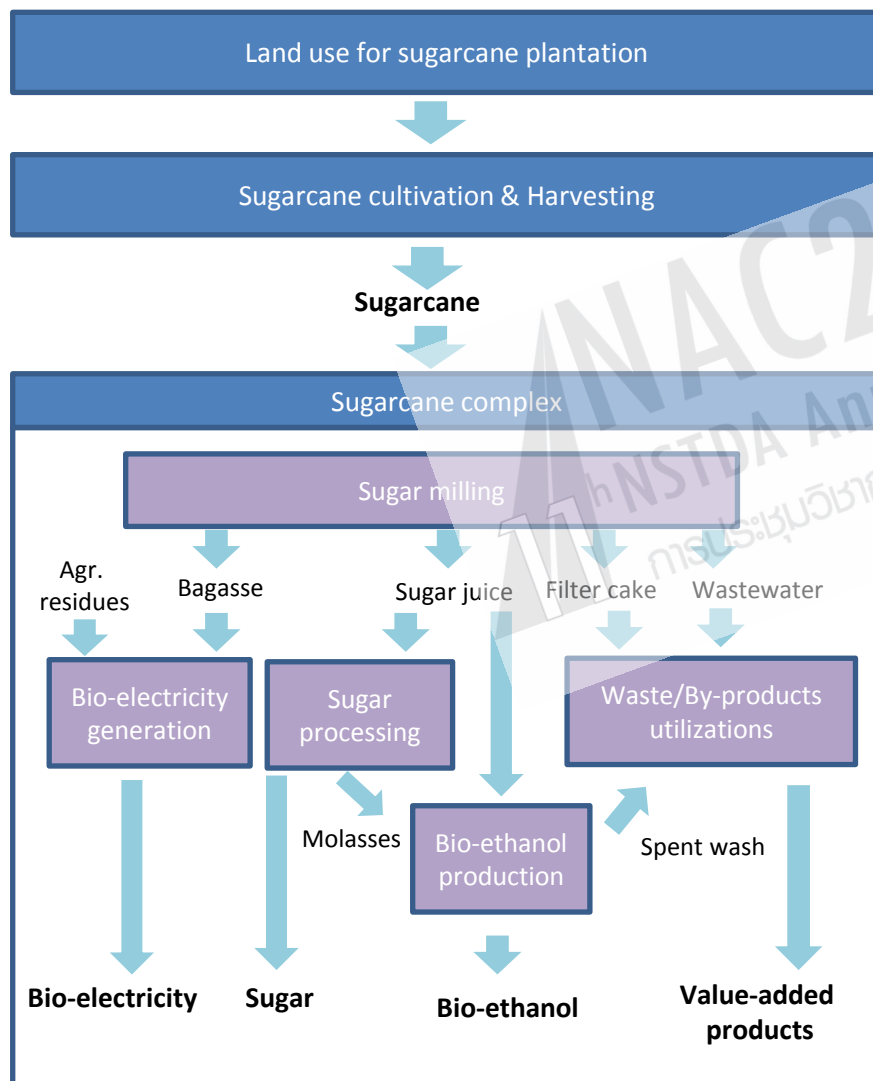 Land use for sugarcane plantation
Sugarcane cultivation & Harvesting
Sugarcane
Sugarcane complex
Sugar milling
Agr.
residues
Bagasse
Sugar juice
Filter cake
Wastewater
Bio-electricity
generation
Sugar
processing
Waste/By-products
utilizations
Molasses
Bio-ethanol
production
Spent wash
Bio-electricity
Sugar
Bio-ethanol
Value-added
products
NAC2
11th NSTDA